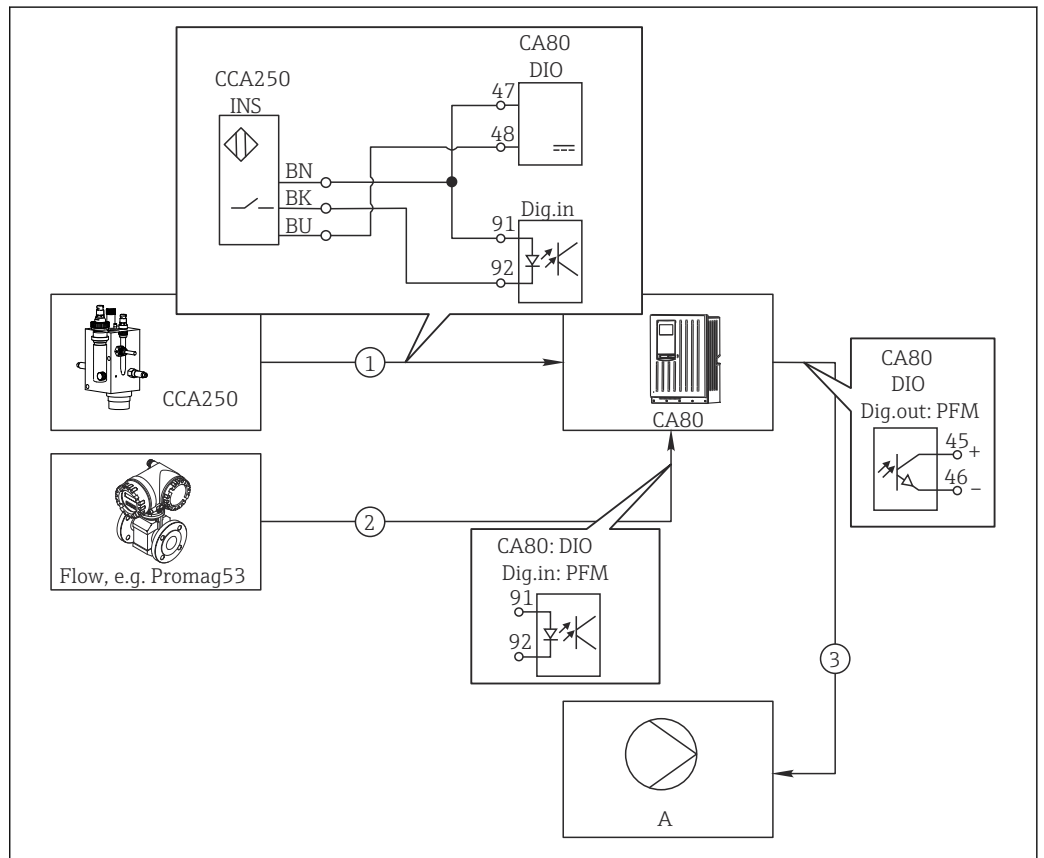 CA80
DIO
CCA250
INS
47
48
BN
BK
BU
Dig.in
91
92
1
CCA250
CA80
CA80
DIO
Dig.out: PFM
45
+
46
−
2
Flow, e.g. Promag53
CA80: DIO
Dig.in: PFM
91
92
3
A